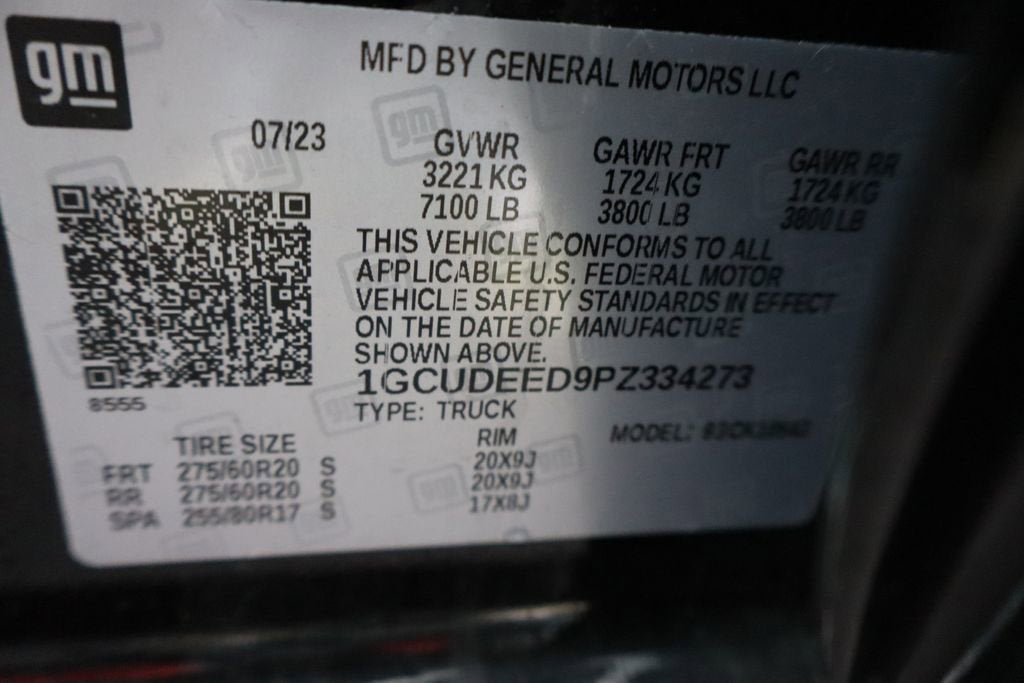 gm
MFD BY GENERAL MOTORS LLC
07/23
GVWR GAWR FRT GAWR RR
3221 KG 1724 KG 1724 KG
7100 LB 3800 LB 3800 LB
THIS VEHICLE CONFORMS TO ALL
APPLICABLE U.S. FEDERAL MOTOR
VEHICLE SAFETY STANDARDS IN EFFECT
ON THE DATE OF MANUFACTURE
SHOWN ABOVE.
1GCUDEED9PZ334273
8555
TYPE: TRUCK
MODEL:
TIRE SIZE RIM
FRT 275/60R20 S 20X9J
RR 275/60R20 S 20X9J
SPA 255/80R17 S 17X8J